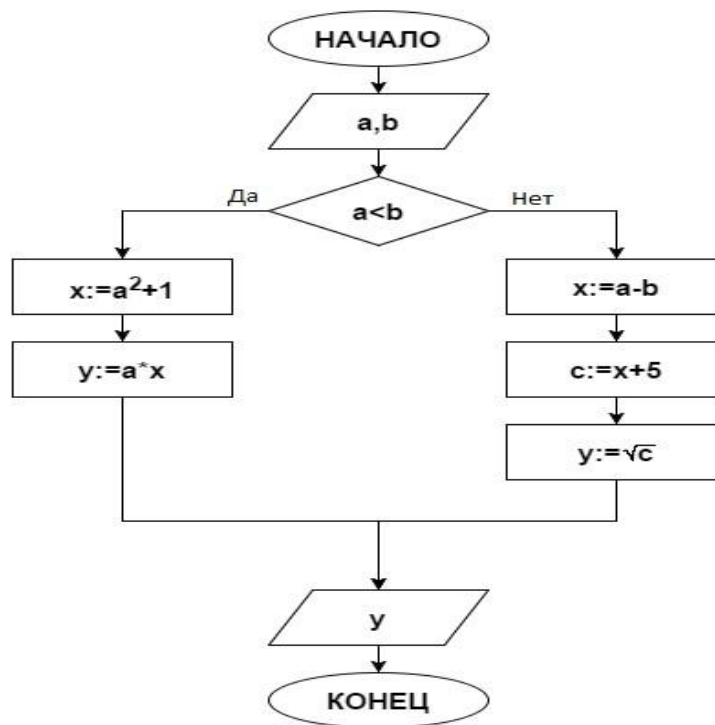 НАЧАЛО
a,b
Да
a<b
Нет
x:=a²+1
y:=a*x
x:=a-b
c:=x+5
y:=√c
y
КОНЕЦ